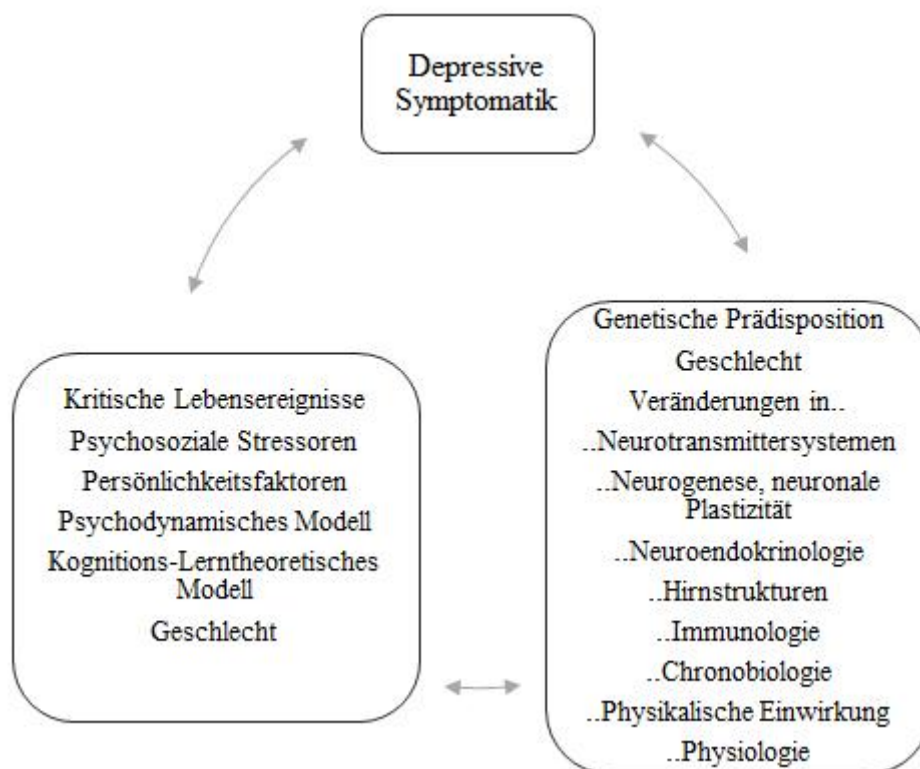 Depressive
Symptomatik
Kritische Lebensereignisse
Psychosoziale Stressoren
Persönlichkeitsfaktoren
Psychodynamisches Modell
Kognitions-Lerntheoretisches
Modell
Geschlecht
Genetische Prädisposition
Geschlecht
Veränderungen in..
..Neurotransmittersystemen
..Neurogenese, neuronale
Plastizität
..Neuroendokrinologie
..Hirnstrukturen
..Immunologie
..Chronobiologie
..Physikalische Einwirkung
..Physiologie